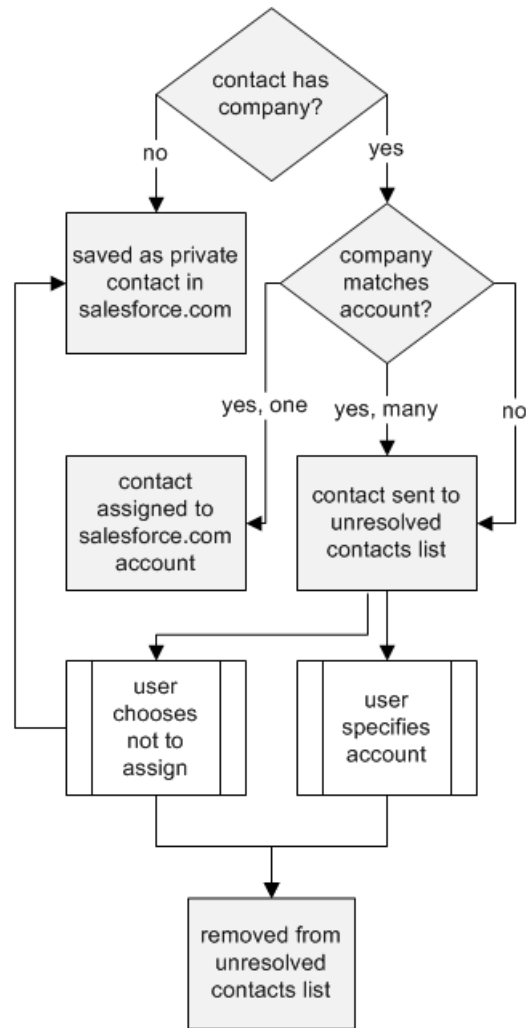 contact has
company?
no
yes
saved as private
contact in
salesforce.com
company
matches
account?
yes, one
yes, many
no
contact
assigned to
salesforce.com
account
contact sent to
unresolved
contacts list
user
chooses
not to
assign
user
specifies
account
removed from
unresolved
contacts list